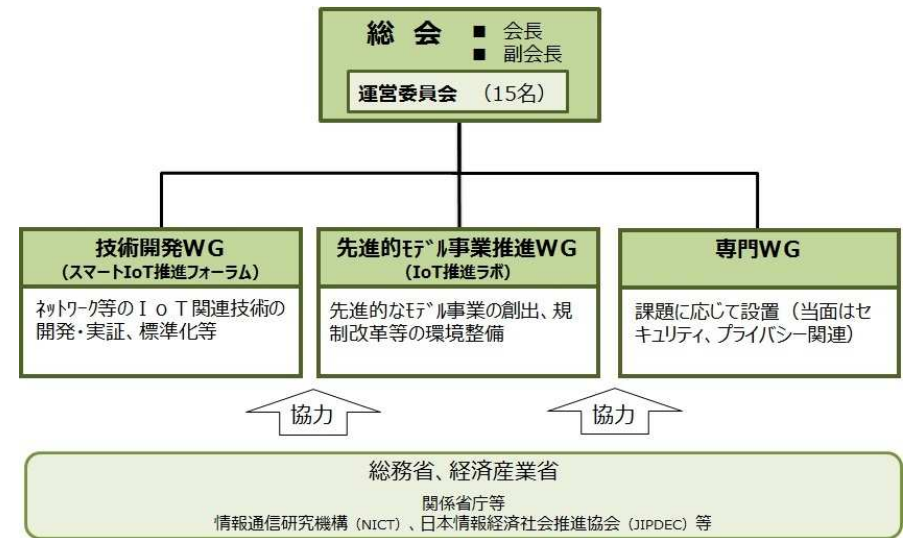 総 会 ■ 会長
■ 副会長
運営委員会 (15名)
技術開発WG
(スマートIoT推進フォーラム)
ﾈｯﾄﾜｰｸ等のＩｏＴ関連技術の
開発・実証、標準化等
先進的ﾓﾃﾞﾙ事業推進WG
(IoT推進ラボ)
先進的なﾓﾃﾞﾙ事業の創出、規
制改革等の環境整備
専門WG
課題に応じて設置（当面はセ
キュリティ、プライバシー関連）
協力
協力
総務省、経済産業省
関係省庁等
情報通信研究機構（NICT）、日本情報経済社会推進協会（JIPDEC）等